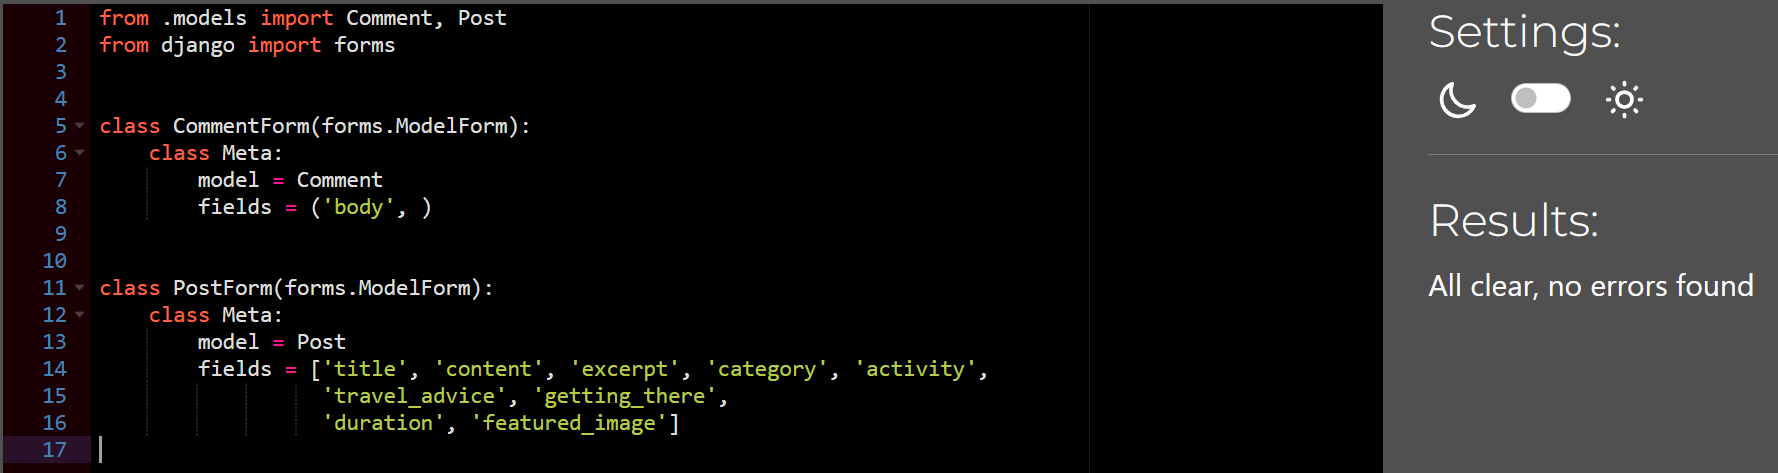 1 from .models import Comment, Post
2 from django import forms
3
4
5 class CommentForm(forms.ModelForm):
6     class Meta:
7         model = Comment
8         fields = ('body', )
9
10
11 class PostForm(forms.ModelForm):
12     class Meta:
13         model = Post
14         fields = ['title', 'content', 'excerpt', 'category', 'activity',
15                   'travel_advice', 'getting_there',
16                   'duration', 'featured_image']
17
Settings:
Results:
All clear, no errors found